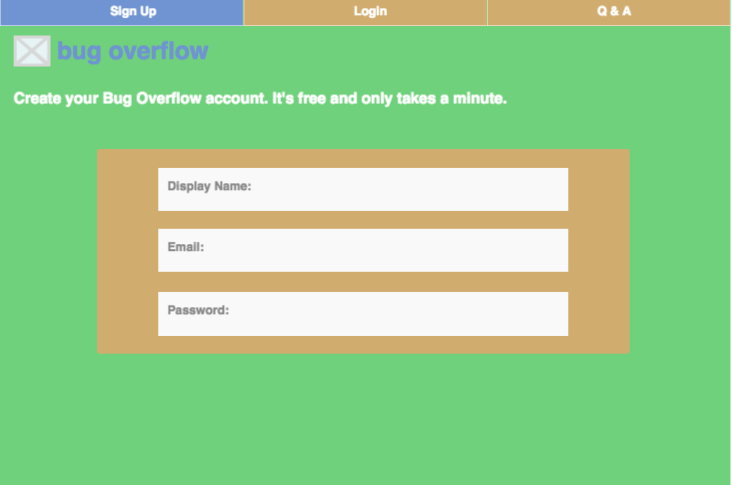 Sign Up
Login
Q & A
bug overflow
Create your Bug Overflow account. It's free and only takes a minute.
Display Name:
Email:
Password: